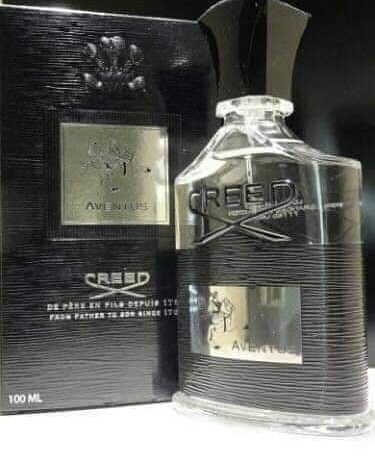 AVENTUS
CREED
DE PÈRE EN FILS DEPUIS 17
FROM FATHER TO SON SINCE 17
100 ML
CREED
AVENTUS